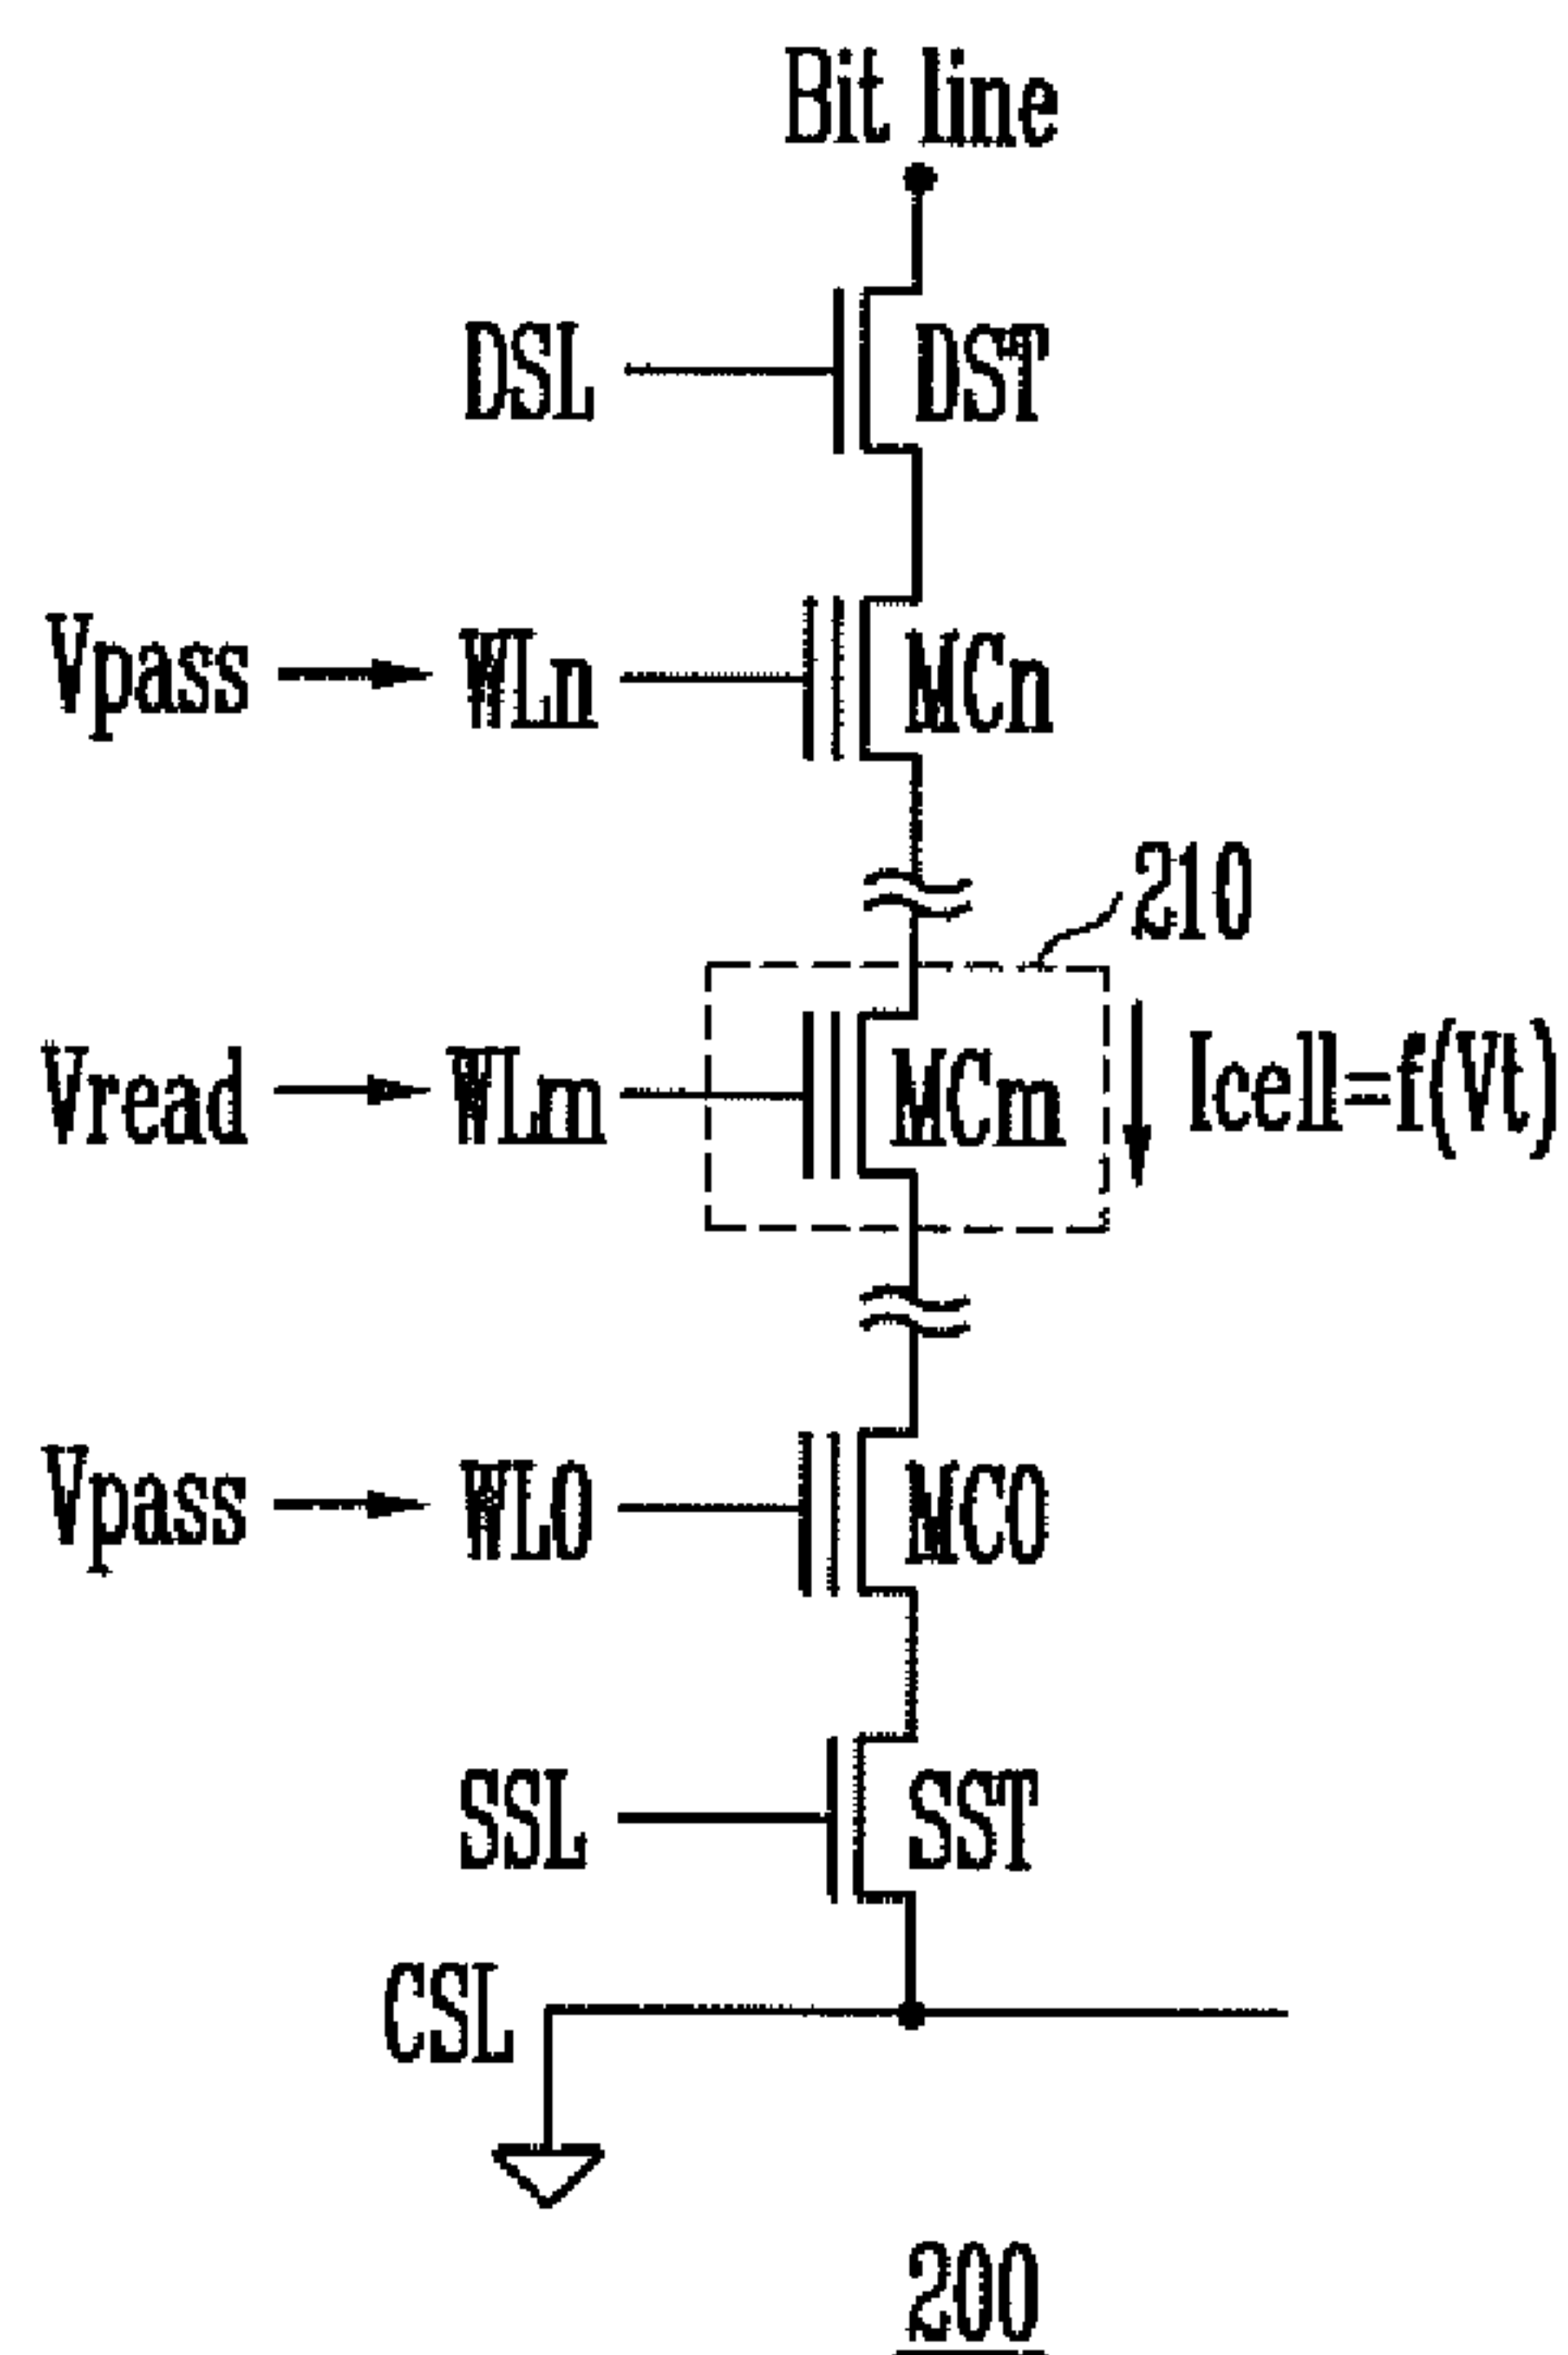 Bit line
DSL DST
Vpass WLn MCn
210
Vread WLm MCm Icell=f(Vt)
Vpass WL0 MC0
SSL SST
CSL
200